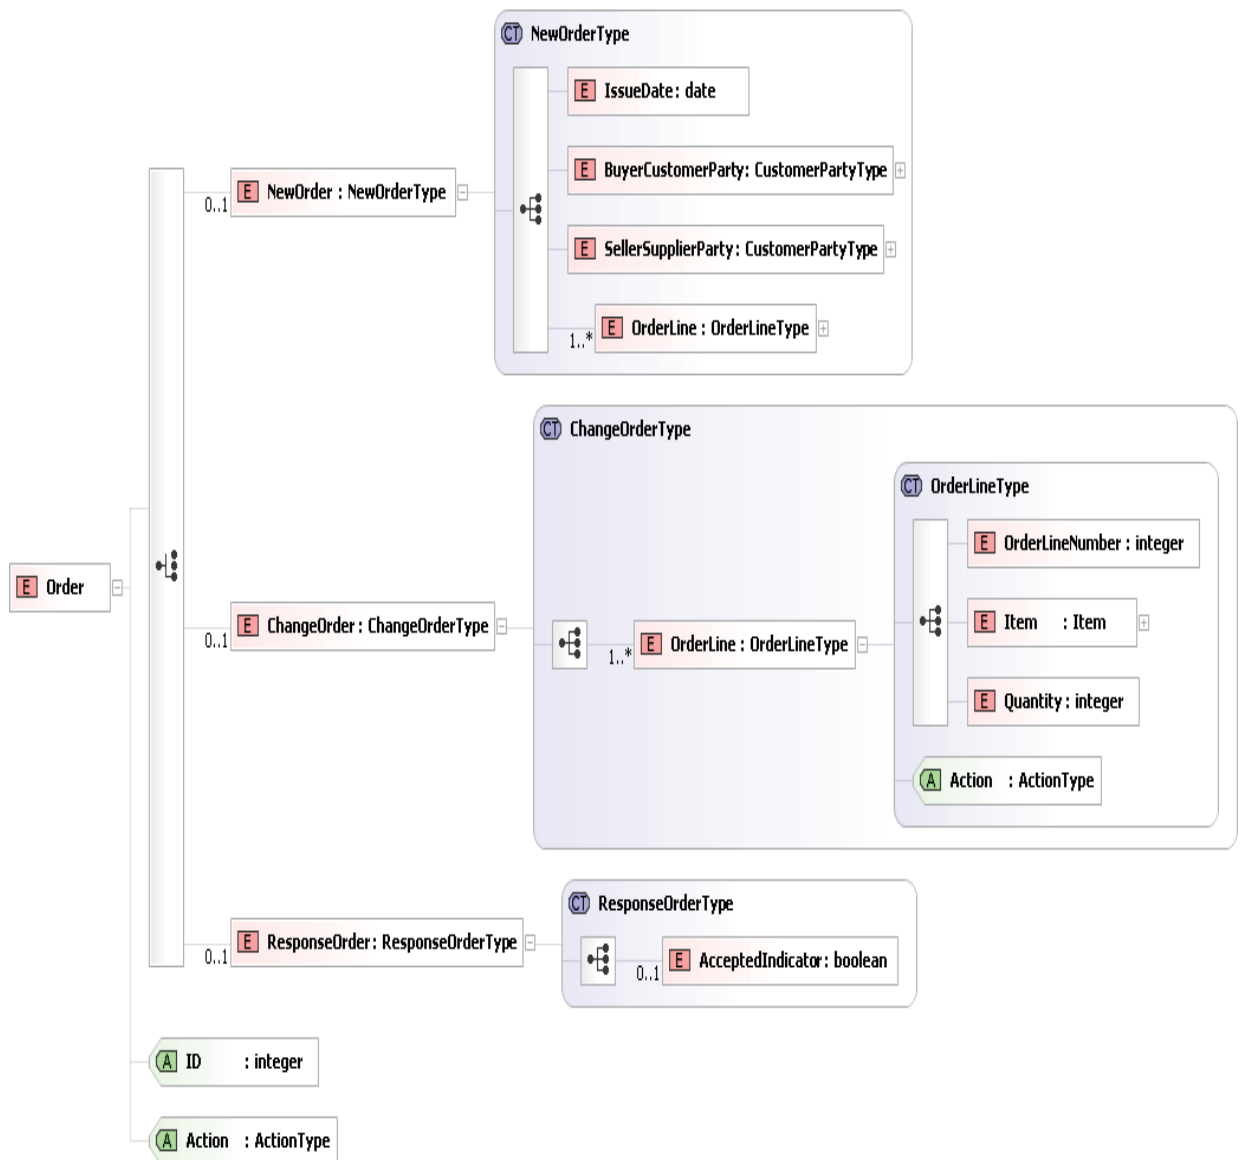 CT NewOrderType
E IssueDate: date
E BuyerCustomerParty: CustomerPartyType
E NewOrder : NewOrderType
0..1
E SellerSupplierParty: CustomerPartyType
E OrderLine : OrderLineType
1..*
CT ChangeOrderType
CT OrderLineType
E OrderLineNumber : integer
E Order
E ChangeOrder : ChangeOrderType
0..1
E OrderLine : OrderLineType
1..*
E Item : Item
E Quantity : integer
A Action : ActionType
CT ResponseOrderType
E ResponseOrder: ResponseOrderType
0..1
E AcceptedIndicator: boolean
0..1
A ID : integer
A Action : ActionType